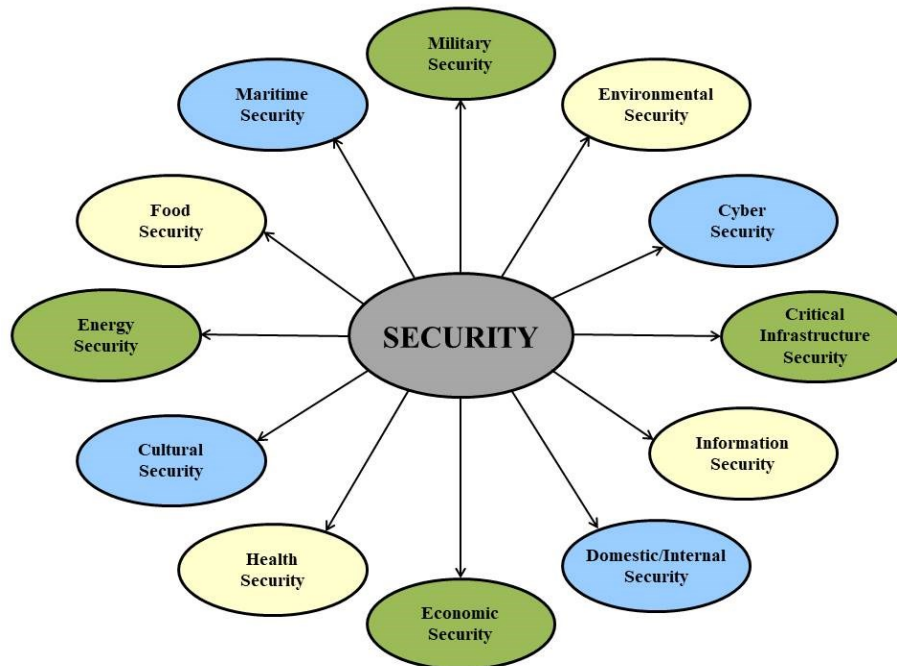 Military
Security
Maritime
Security
Environmental
Security
Food
Security
Cyber
Security
Energy
Security
SECURITY
Critical
Infrastructure
Security
Cultural
Security
Information
Security
Health
Security
Domestic/Internal
Security
Economic
Security